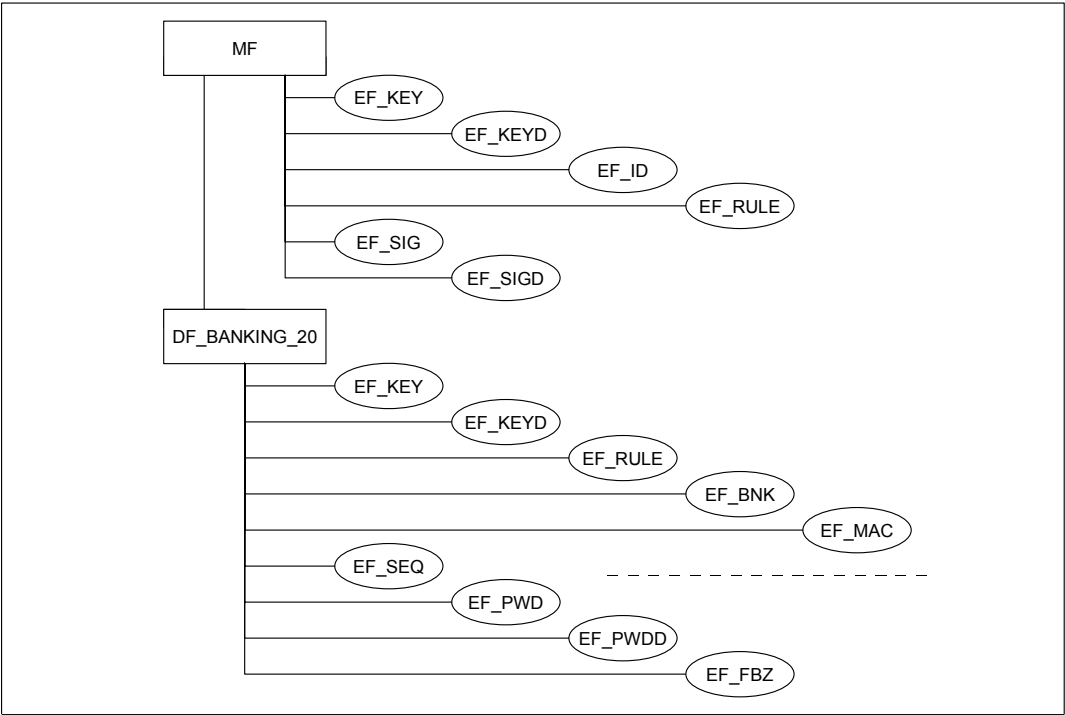 MF
EF_KEY
EF_KEYD
EF_ID
EF_RULE
EF_SIG
EF_SIGD
DF_BANKING_20
EF_KEY
EF_KEYD
EF_RULE
EF_BNK
EF_MAC
EF_SEQ
EF_PWD
EF_PWDD
EF_FBZ